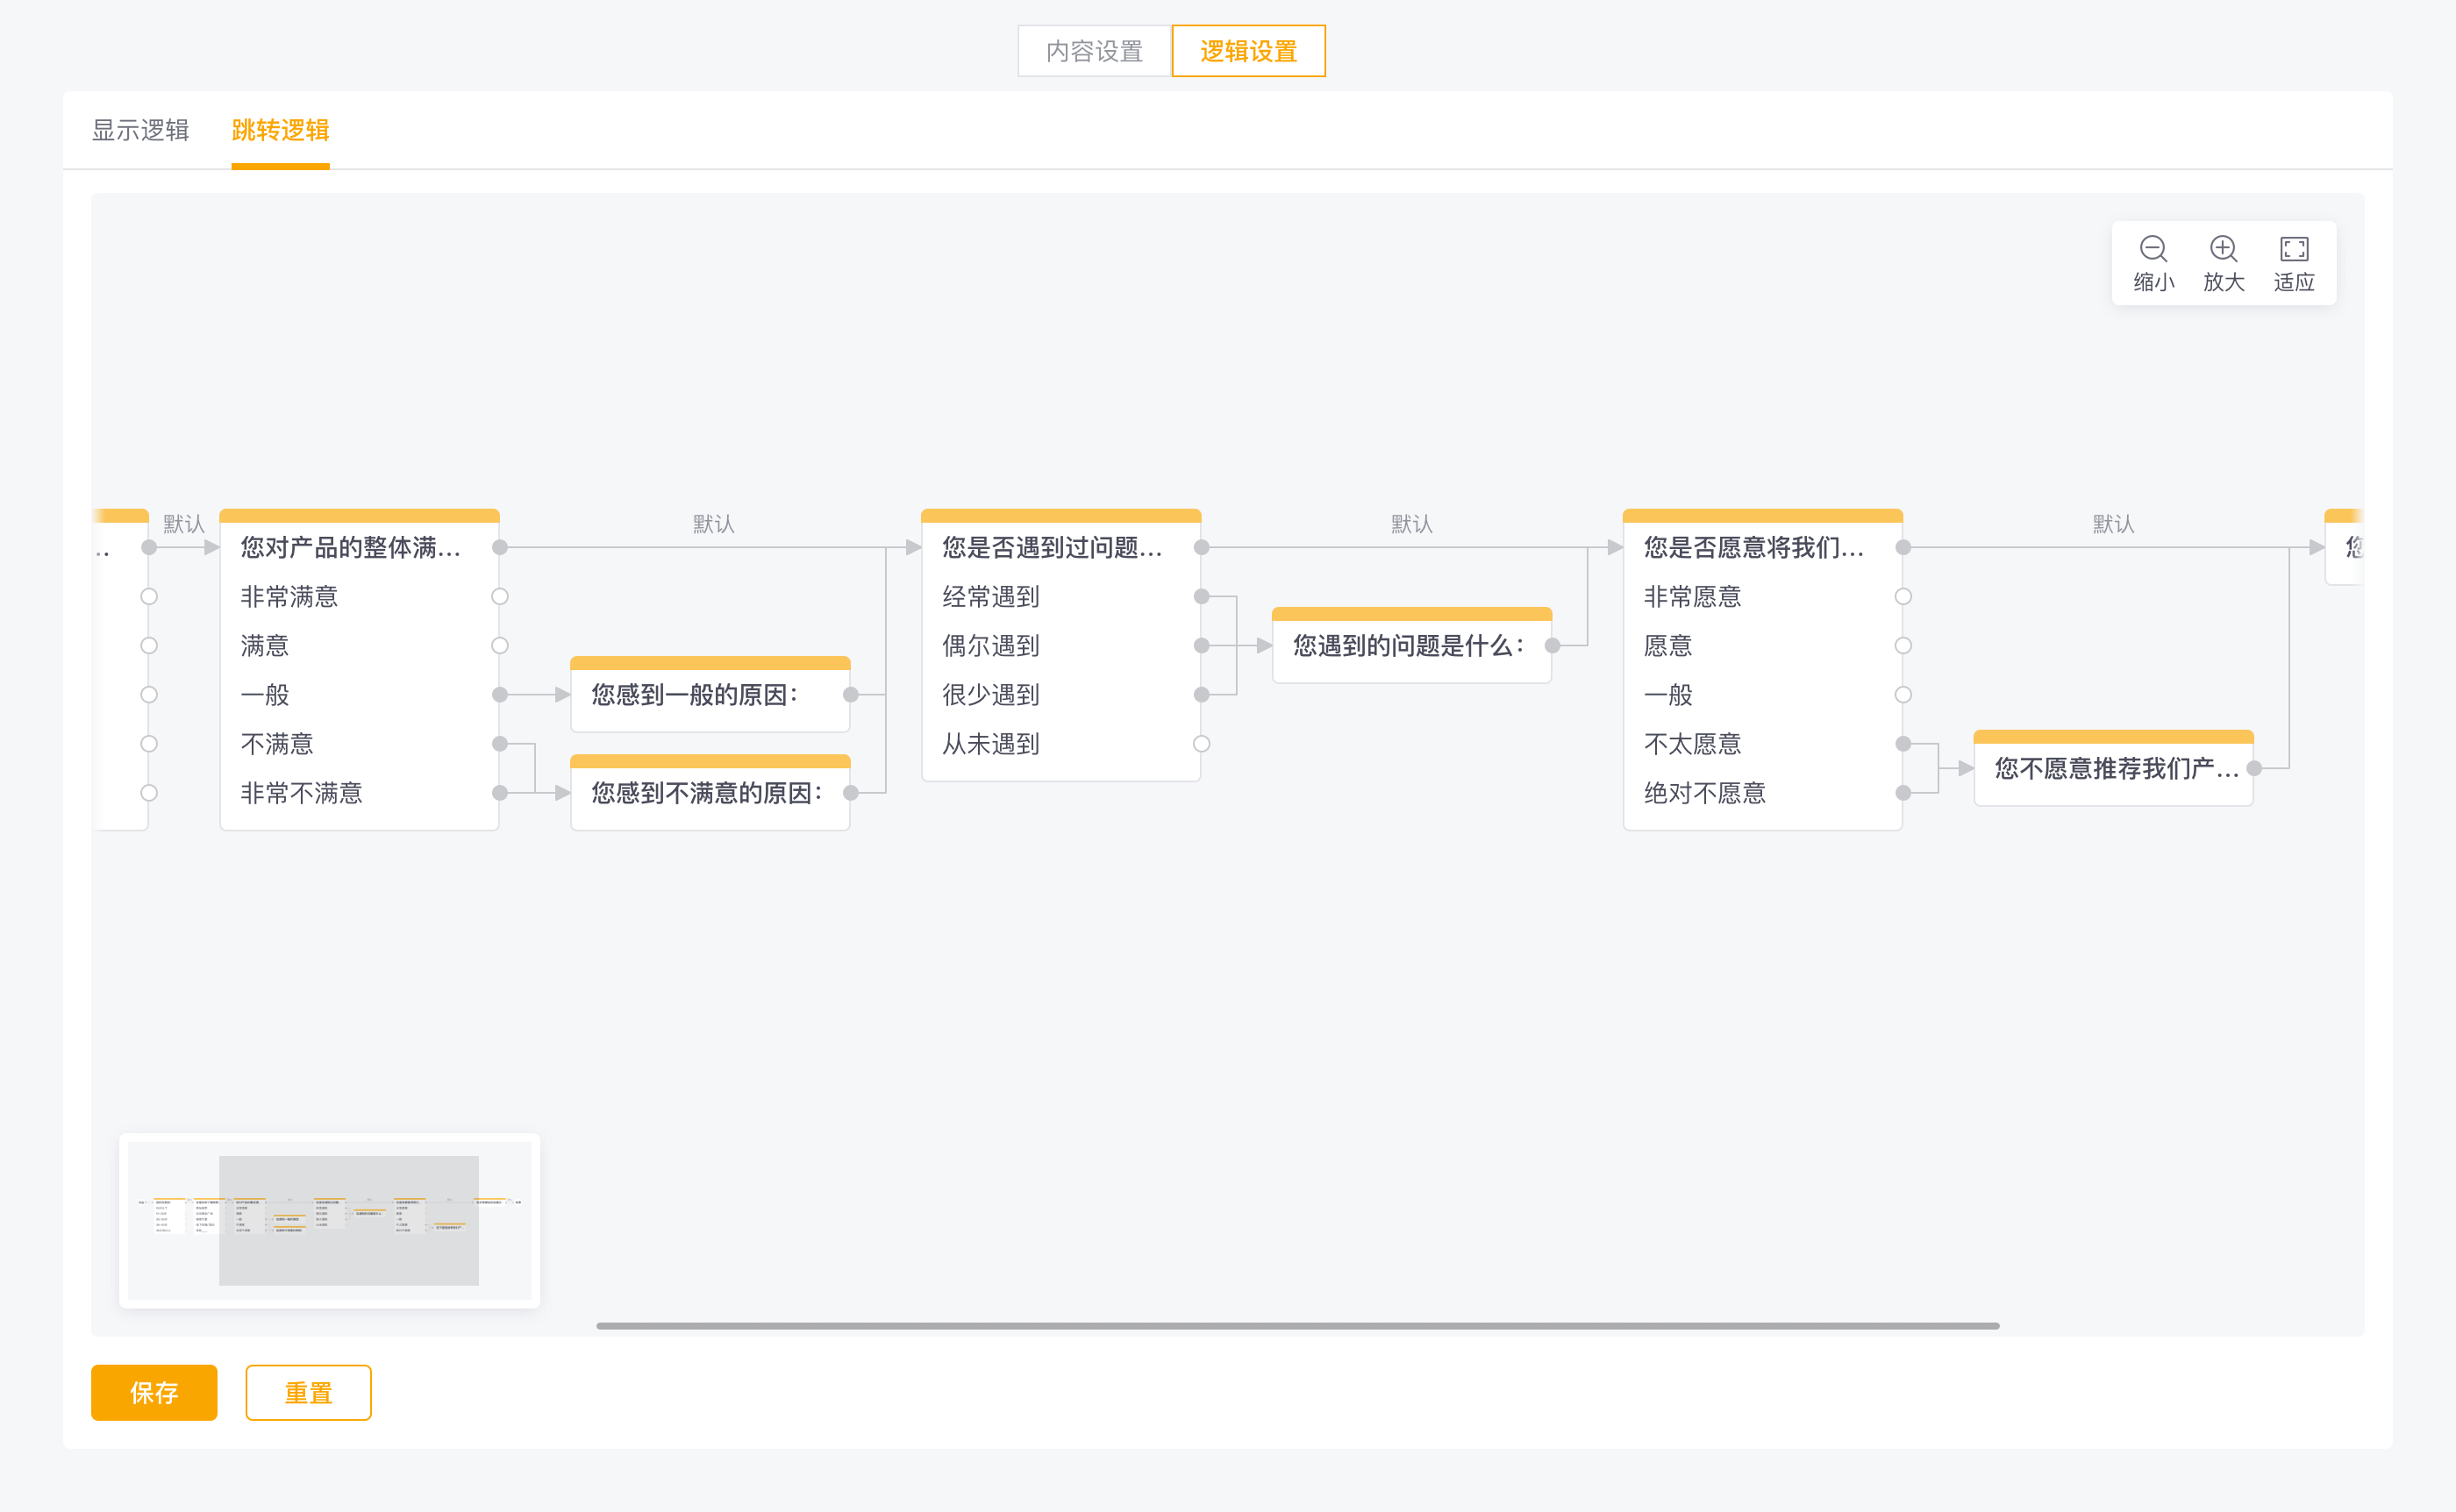 内容设置
逻辑设置
显示逻辑
跳转逻辑
缩小
放大
适应
...
默认
您对产品的整体满...
非常满意
满意
一般
不满意
非常不满意
默认
您感到一般的原因：
您感到不满意的原因：
您是否遇到过问题...
经常遇到
偶尔遇到
很少遇到
从未遇到
默认
您遇到的问题是什么：
您是否愿意将我们...
非常愿意
愿意
一般
不太愿意
绝对不愿意
默认
您不愿意推荐我们产...
您
保存
重置